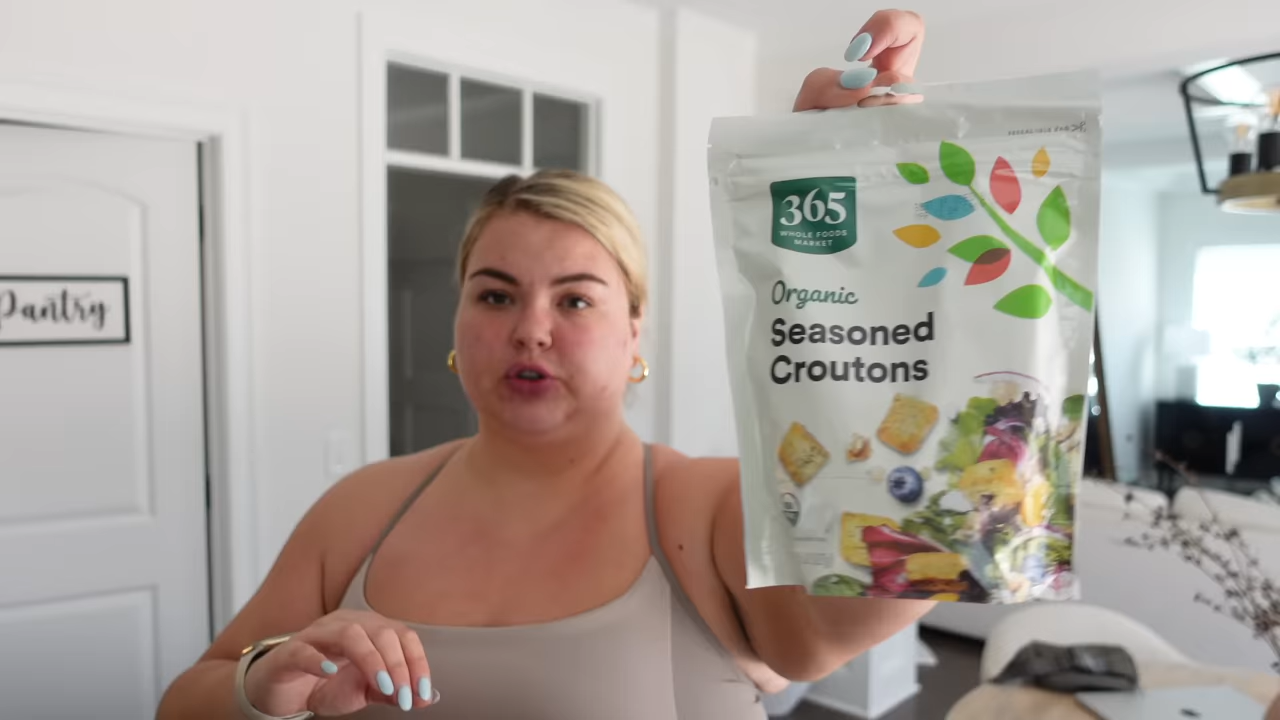 Pantry
365
WHOLE FOODS
MARKET
Organic
Seasoned
Croutons